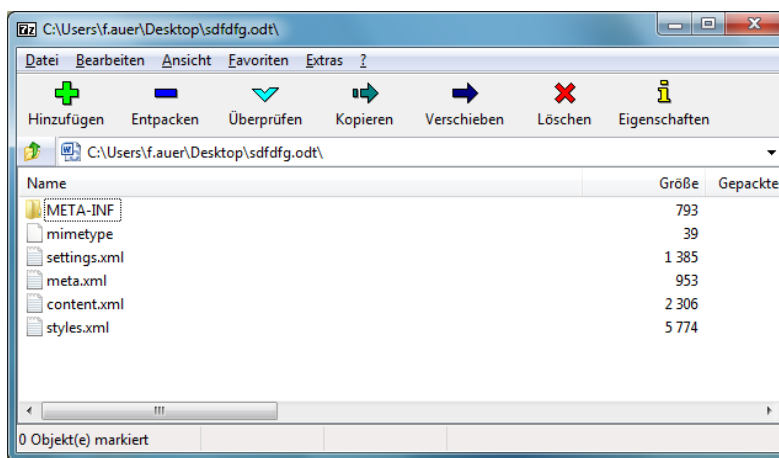 7z C:\Users\f.auer\Desktop\sdfdfg.odt\
Datei Bearbeiten Ansicht Favoriten Extras ?
Hinzufügen Entpacken Überprüfen Kopieren Verschieben Löschen Eigenschaften
C:\Users\f.auer\Desktop\sdfdfg.odt\
Name Größe Gepackte
META-INF 793
mimetype 39
settings.xml 1 385
meta.xml 953
content.xml 2 306
styles.xml 5 774
0 Objekt(e) markiert